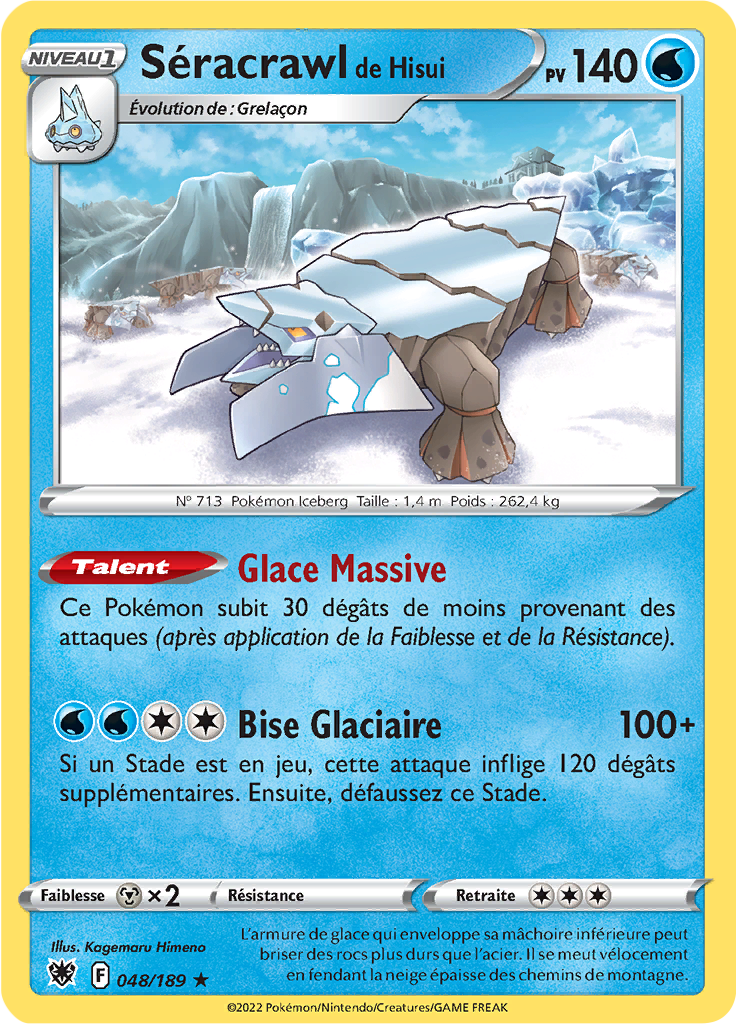 NIVEAU 1 Séracrawl de Hisui PV 140
Évolution de : Grelaçon
N° 713 Pokémon Iceberg Taille : 1,4 m Poids : 262,4 kg
Talent Glace Massive
Ce Pokémon subit 30 dégâts de moins provenant des
attaques (après application de la Faiblesse et de la Résistance).
Bise Glaciaire 100+
Si un Stade est en jeu, cette attaque inflige 120 dégâts
supplémentaires. Ensuite, défaussez ce Stade.
Faiblesse ×2 Résistance Retraite
Illus. Kagemaru Himeno
F 048/189 ★
L'armure de glace qui enveloppe sa mâchoire inférieure peut
briser des rocs plus durs que l'acier. Il se meut vélocement
en fendant la neige épaisse des chemins de montagne.
©2022 Pokémon/Nintendo/Creatures/GAME FREAK